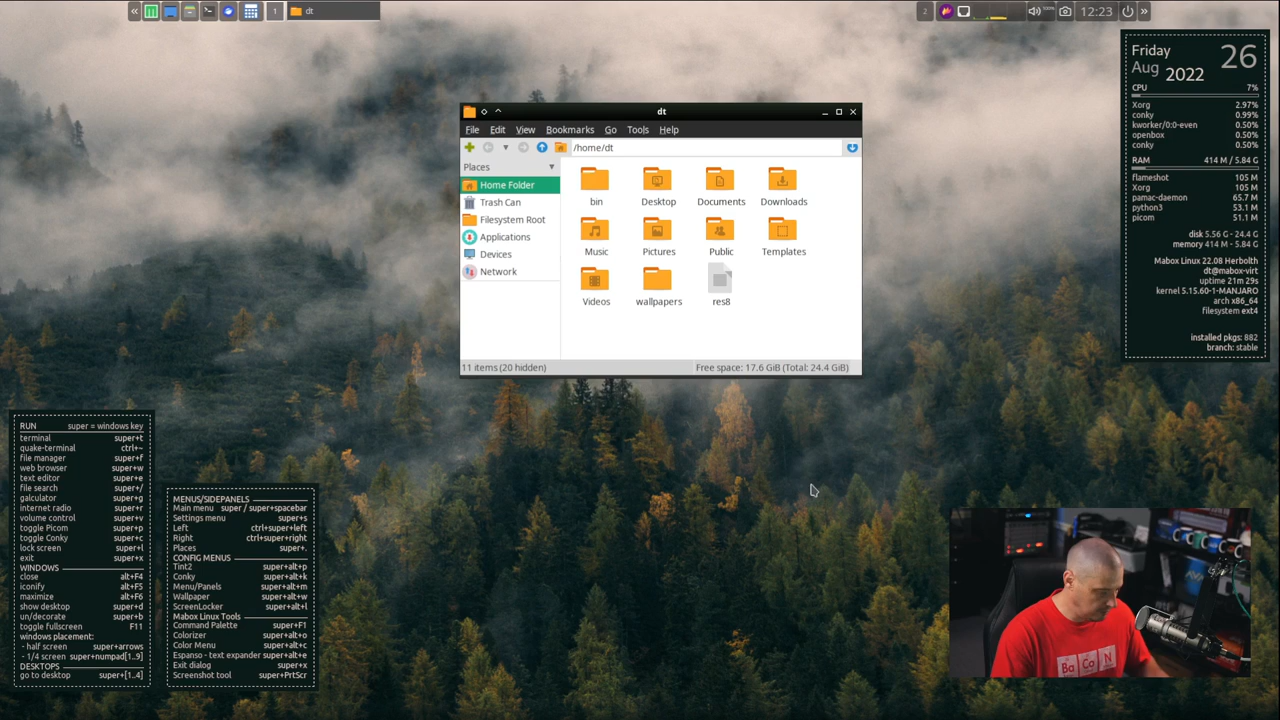 1
dt
2
12:23
dt
File Edit View Bookmarks Go Tools Help
/home/dt
Places
Home Folder
Trash Can
Filesystem Root
Applications
Devices
Network
bin Desktop Documents Downloads
Music Pictures Public Templates
Videos wallpapers res8
11 items (20 hidden) Free space: 17.6 GiB (Total: 24.4 GiB)
Friday 26
Aug 2022
CPU 7%
Xorg 2.97%
conky 0.99%
kworker/0:0-even 0.50%
openbox 0.50%
conky 0.50%
RAM 414 M / 5.84 G
flameshot 105 M
Xorg 105 M
pamac-daemon 65.7 M
python3 53.1 M
picom 51.1 M
disk 5.56 G - 24.4 G
memory 414 M - 5.84 G
Mabox Linux 22.08 Herbolth
dt@mabox-virt
uptime 21m 29s
kernel 5.15.60-1-MANJARO
arch x86_64
filesystem ext4
installed pkgs: 882
branch: stable
RUN super = windows key
terminal super+t
quake-terminal ctrl+~
file manager super+f
web browser super+w
text editor super+e
file search super+/
galculator super+g
internet radio super+r
volume control super+v
toggle Picom super+p
toggle Conky super+c
lock screen super+l
exit super+x
WINDOWS
close alt+F4
iconify alt+F5
maximize alt+F6
show desktop super+d
un/decorate super+b
toggle fullscreen F11
windows placement:
- half screen super+arrows
- 1/4 screen super+numpad[1..9]
DESKTOPS
go to desktop super+[1..4]
MENUS/SIDEPANELS
Main menu super / super+spacebar
Settings menu super+s
Left ctrl+super+left
Right ctrl+super+right
Places super+.
CONFIG MENUS
Tint2 super+alt+p
Conky super+alt+k
Menu/Panels super+alt+m
Wallpaper super+alt+w
ScreenLocker super+alt+l
Mabox Linux Tools
Command Palette super+F1
Colorizer super+alt+o
Color Menu super+alt+c
Espanso - text expander super+alt+e
Exit dialog super+x
Screenshot tool super+PrtScr
Ba Co N